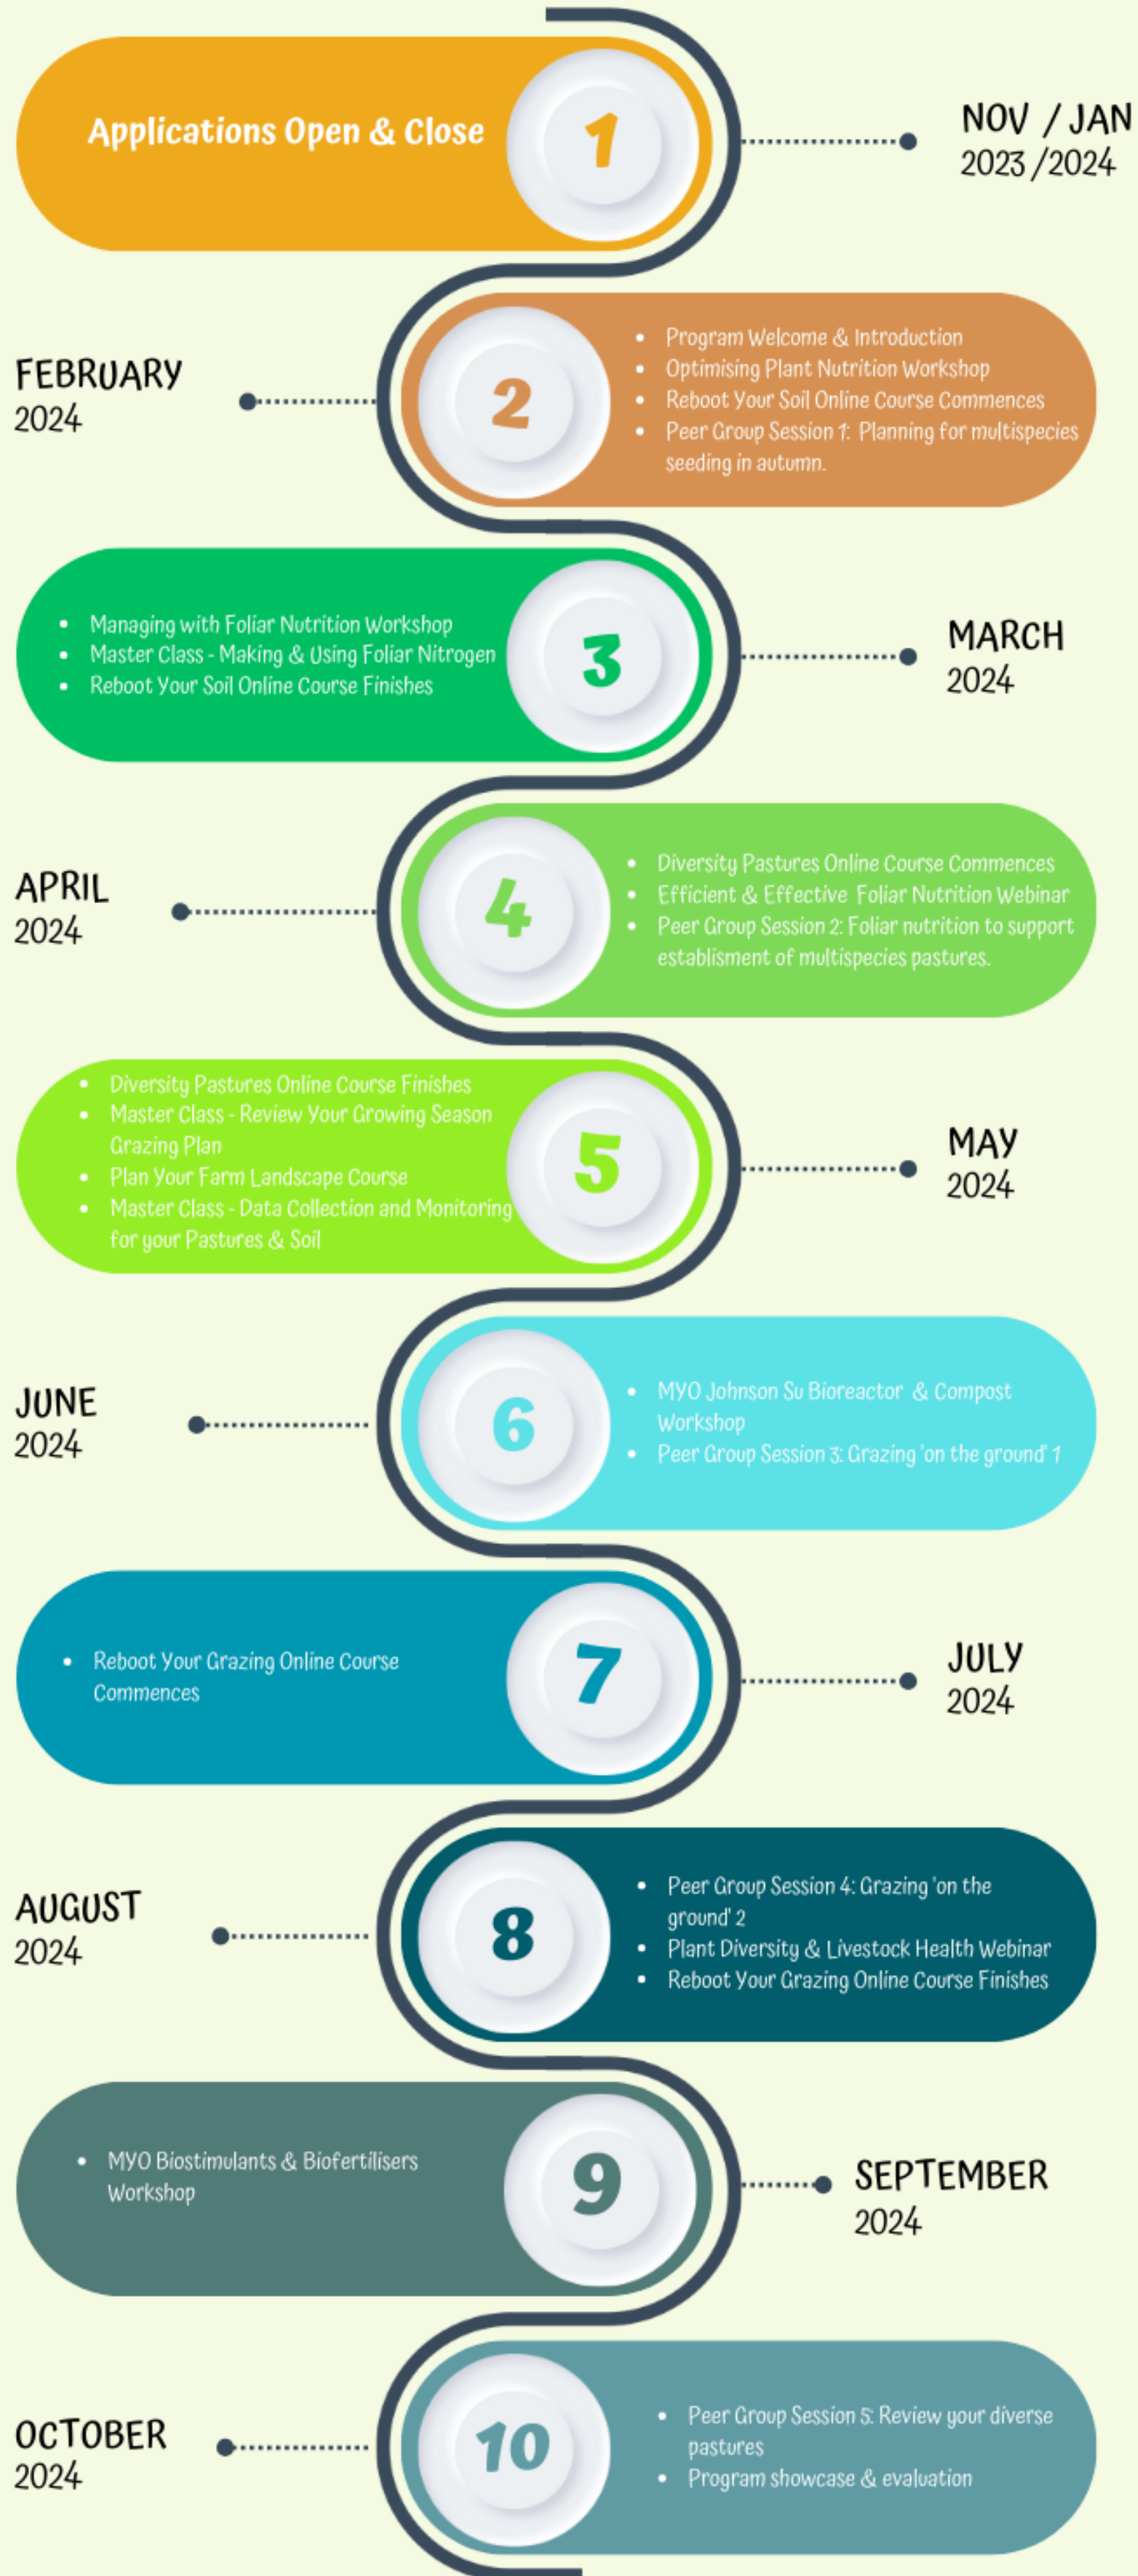 Applications Open & Close
1
NOV / JAN
2023 /2024
FEBRUARY
2024
2
• Program Welcome & Introduction
• Optimising Plant Nutrition Workshop
• Reboot Your Soil Online Course Commences
• Peer Group Session 1: Planning for multispecies
seeding in autumn.
• Managing with Foliar Nutrition Workshop
• Master Class - Making & Using Foliar Nitrogen
• Reboot Your Soil Online Course Finishes
3
MARCH
2024
APRIL
2024
4
• Diversity Pastures Online Course Commences
• Efficient & Effective Foliar Nutrition Webinar
• Peer Group Session 2: Foliar nutrition to support
establisment of multispecies pastures.
• Diversity Pastures Online Course Finishes
• Master Class - Review Your Growing Season
Grazing Plan
• Plan Your Farm Landscape Course
• Master Class - Data Collection and Monitoring
for your Pastures & Soil
5
MAY
2024
JUNE
2024
6
• MYO Johnson Su Bioreactor & Compost
Workshop
• Peer Group Session 3: Grazing 'on the ground' 1
• Reboot Your Grazing Online Course
Commences
7
JULY
2024
AUGUST
2024
8
• Peer Group Session 4: Grazing 'on the
ground' 2
• Plant Diversity & Livestock Health Webinar
• Reboot Your Grazing Online Course Finishes
• MYO Biostimulants & Biofertilisers
Workshop
9
SEPTEMBER
2024
OCTOBER
2024
10
• Peer Group Session 5: Review your diverse
pastures
• Program showcase & evaluation